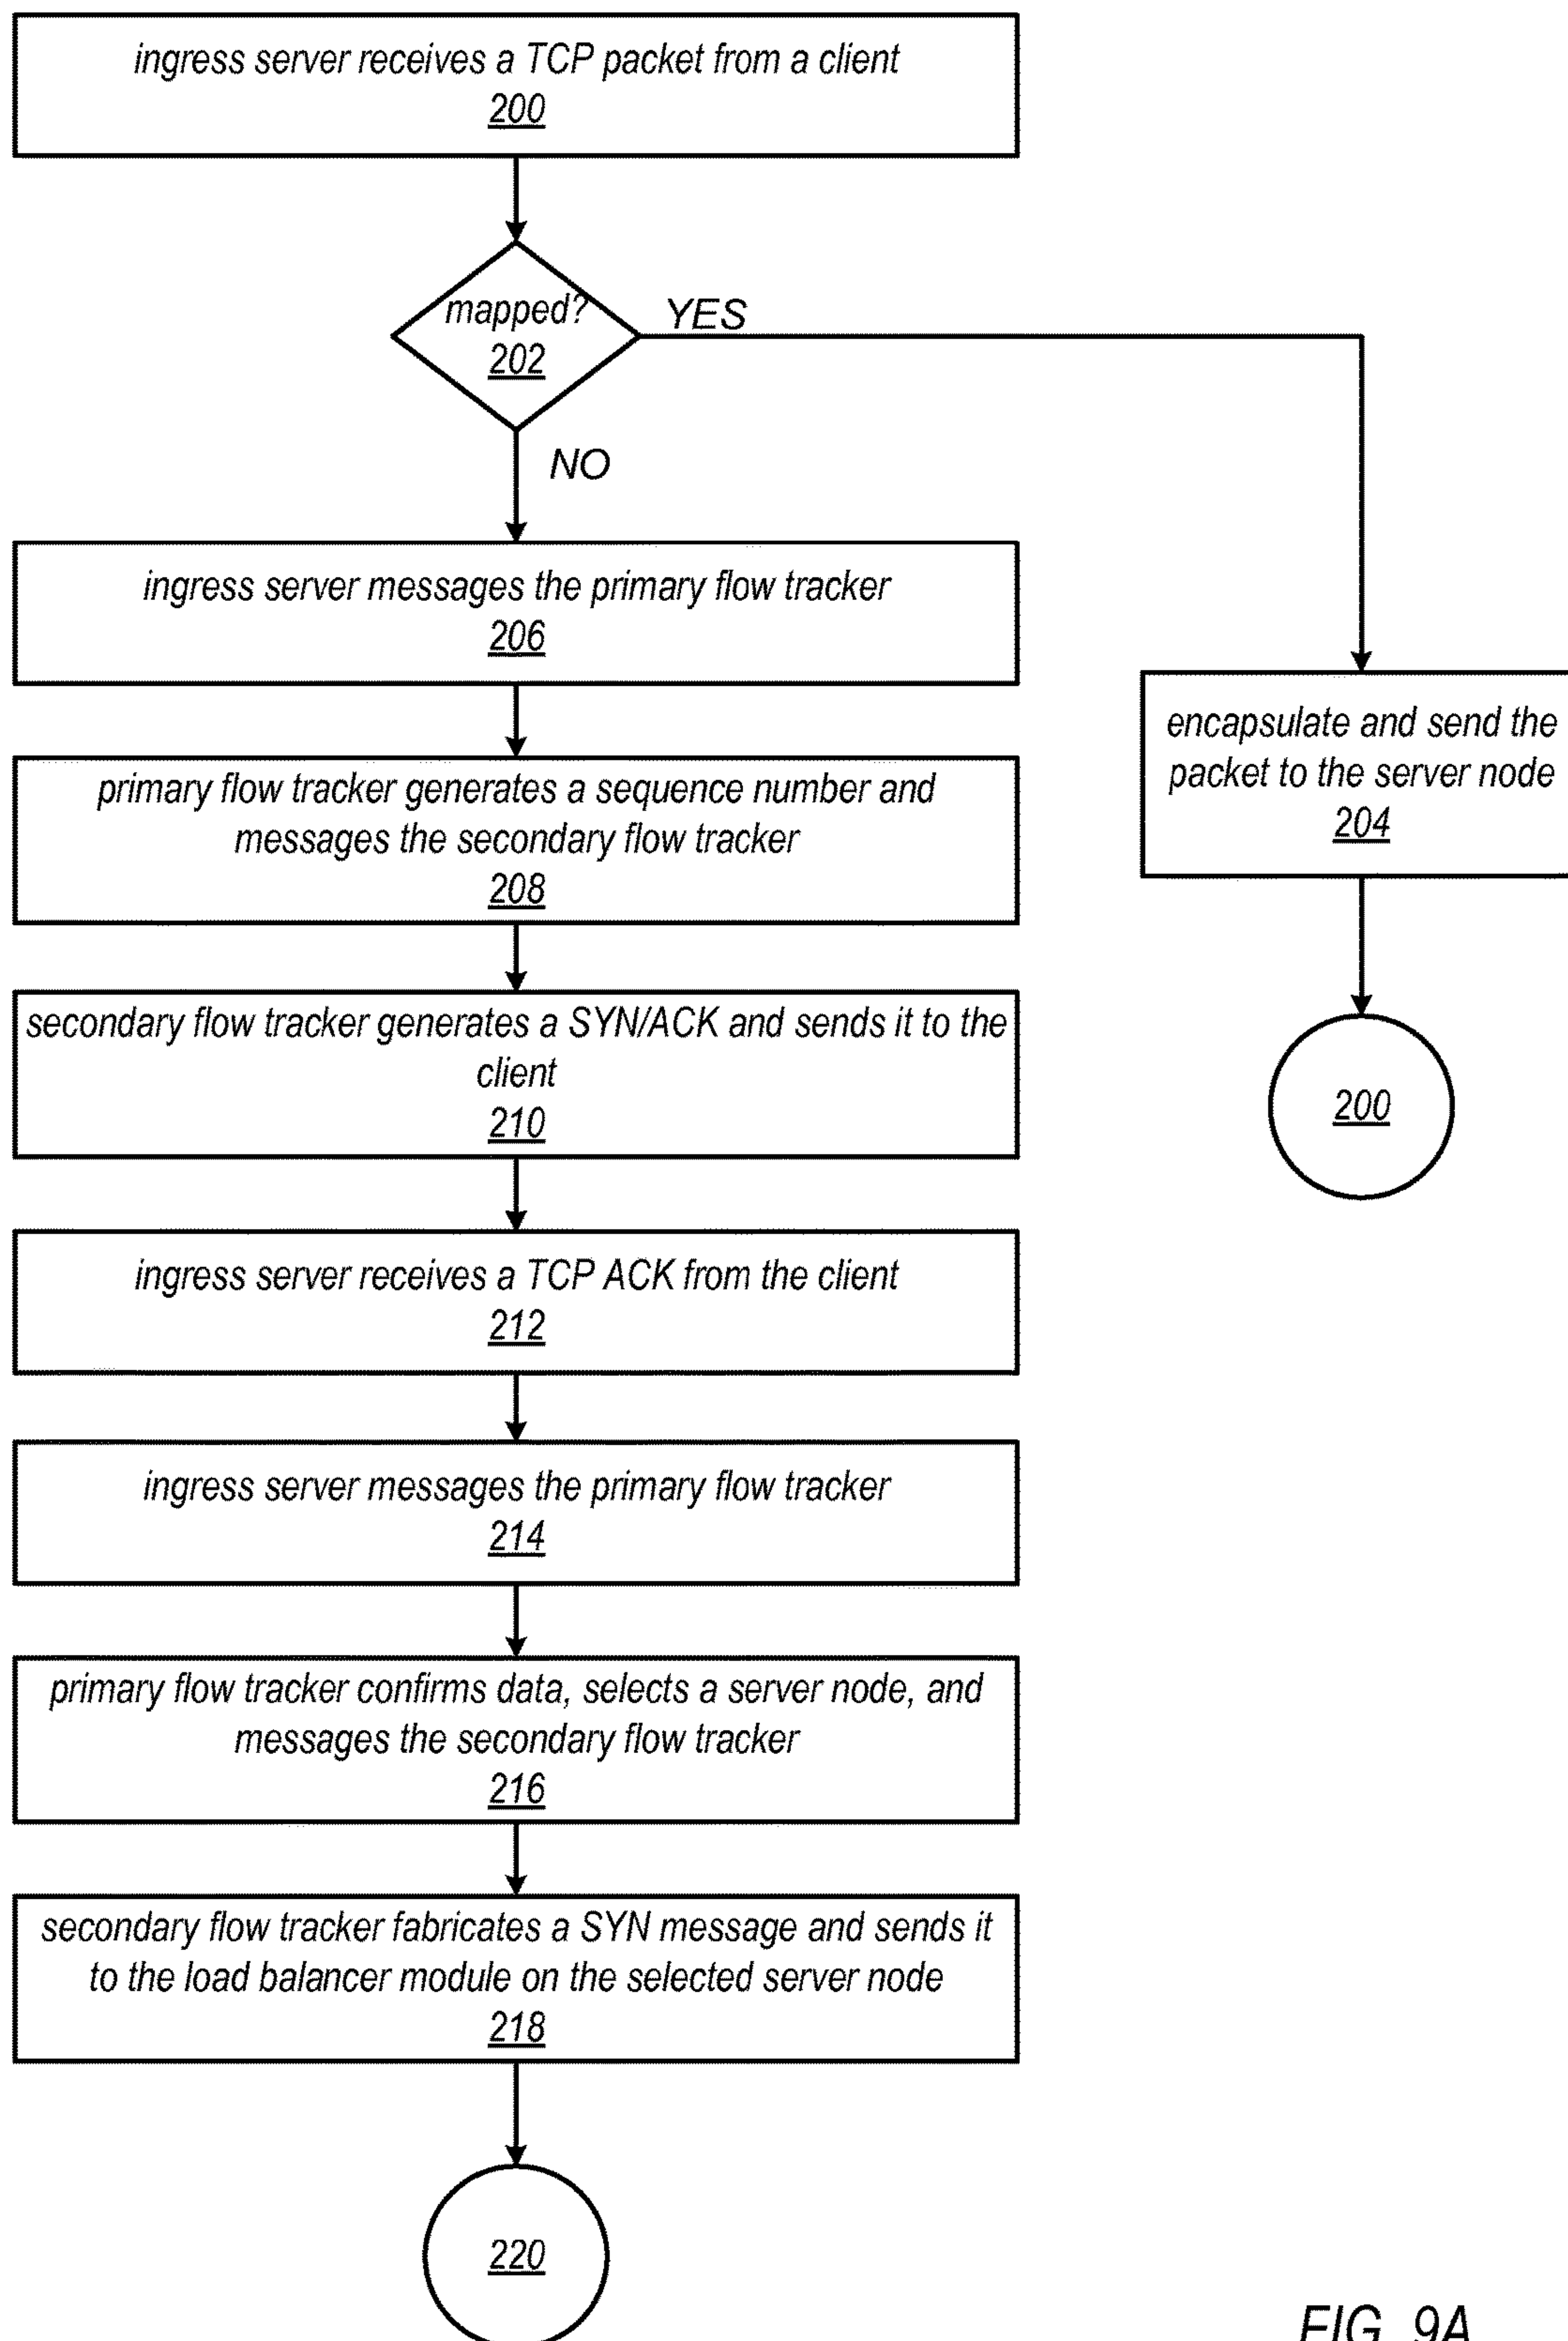 ingress server receives a TCP packet from a client
200
mapped?
202
YES
NO
ingress server messages the primary flow tracker
206
encapsulate and send the
packet to the server node
204
primary flow tracker generates a sequence number and
messages the secondary flow tracker
208
secondary flow tracker generates a SYN/ACK and sends it to the
client
210
200
ingress server receives a TCP ACK from the client
212
ingress server messages the primary flow tracker
214
primary flow tracker confirms data, selects a server node, and
messages the secondary flow tracker
216
secondary flow tracker fabricates a SYN message and sends it
to the load balancer module on the selected server node
218
220
FIG. 9A